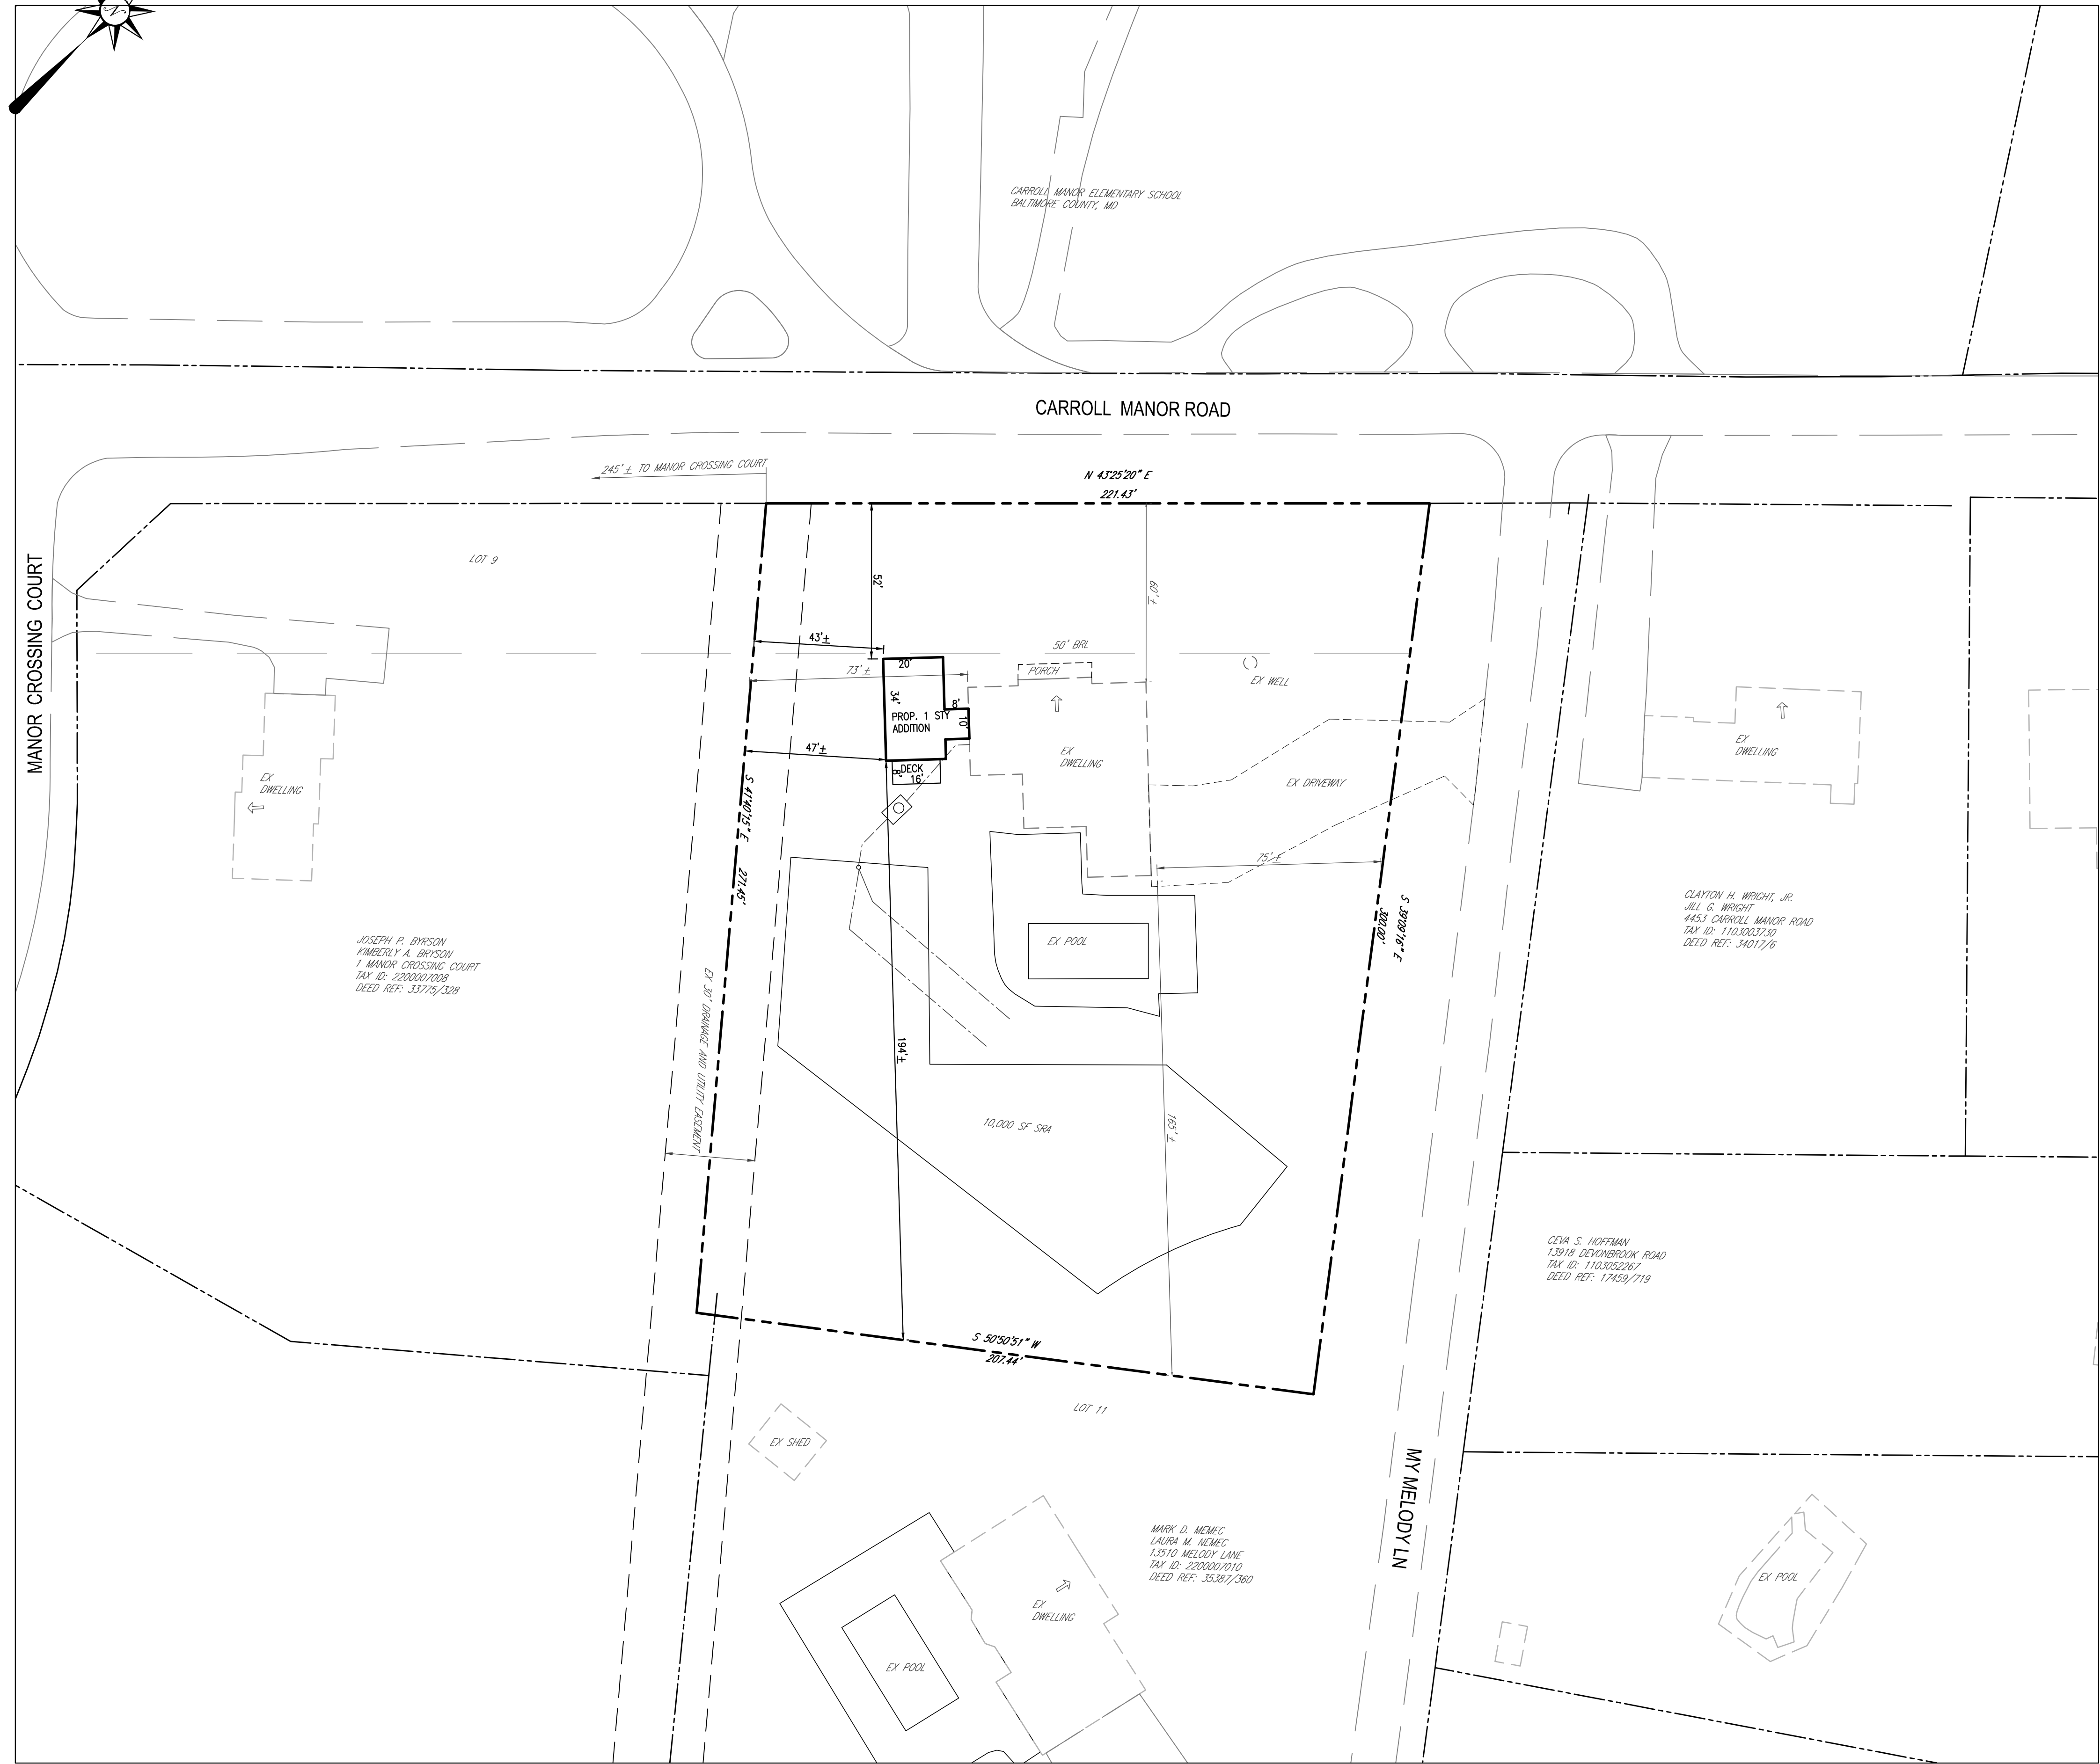 N
CARROLL MANOR ELEMENTARY SCHOOL
BALTIMORE COUNTY, MD
CARROLL MANOR ROAD
245' ± TO MANOR CROSSING COURT
N 43°25'20" E
221.43'
MANOR CROSSING COURT
LOT 9
52'
60' ±
43'±
50' BRL
73' ±
20'
PORCH
EX WELL
34'
8'
10'
PROP. 1 STY
ADDITION
47'±
DECK
8'
16'
EX
DWELLING
EX DRIVEWAY
EX
DWELLING
EX
DWELLING
S 41°40'15" E
271.45'
75' ±
S 39°09'16" E
300.00'
EX POOL
CLAYTON H. WRIGHT, JR.
JILL G. WRIGHT
4453 CARROLL MANOR ROAD
TAX ID: 1103003730
DEED REF: 34017/6
JOSEPH P. BYRSON
KIMBERLY A. BRYSON
1 MANOR CROSSING COURT
TAX ID: 2200007008
DEED REF: 33775/328
EX 30' DRAINAGE AND UTILITY EASEMENT
194'±
10,000 SF SRA
165' ±
CEVA S. HOFFMAN
13918 DEVONBROOK ROAD
TAX ID: 1103052267
DEED REF: 17459/719
S 50°50'51" W
207.44'
LOT 11
EX SHED
MY MELODY LN
MARK D. MEMEC
LAURA M. NEMEC
13510 MELODY LANE
TAX ID: 2200007010
DEED REF: 35387/360
EX
DWELLING
EX POOL
EX POOL